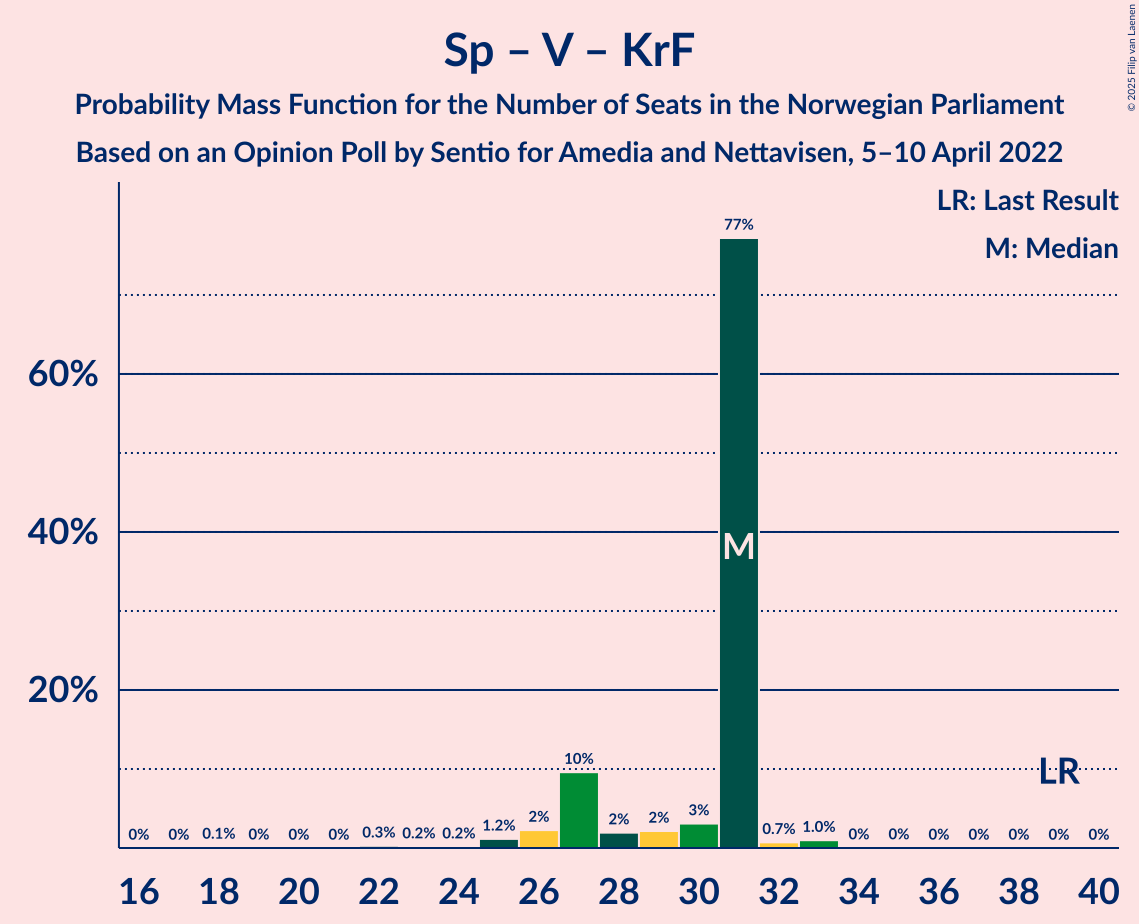 Sp – V – KrF
Probability Mass Function for the Number of Seats in the Norwegian Parliament
Based on an Opinion Poll by Sentio for Amedia and Nettavisen, 5–10 April 2022
© 2025 Filip van Laenen
LR: Last Result
M: Median
77%
60%
40%
M
20%
10%
LR
0% 0% 0.1% 0% 0% 0% 0.3% 0.2% 0.2% 1.2% 2% 2% 2% 3% 0.7% 1.0% 0% 0% 0% 0% 0% 0% 0%
16 18 20 22 24 26 28 30 32 34 36 38 40